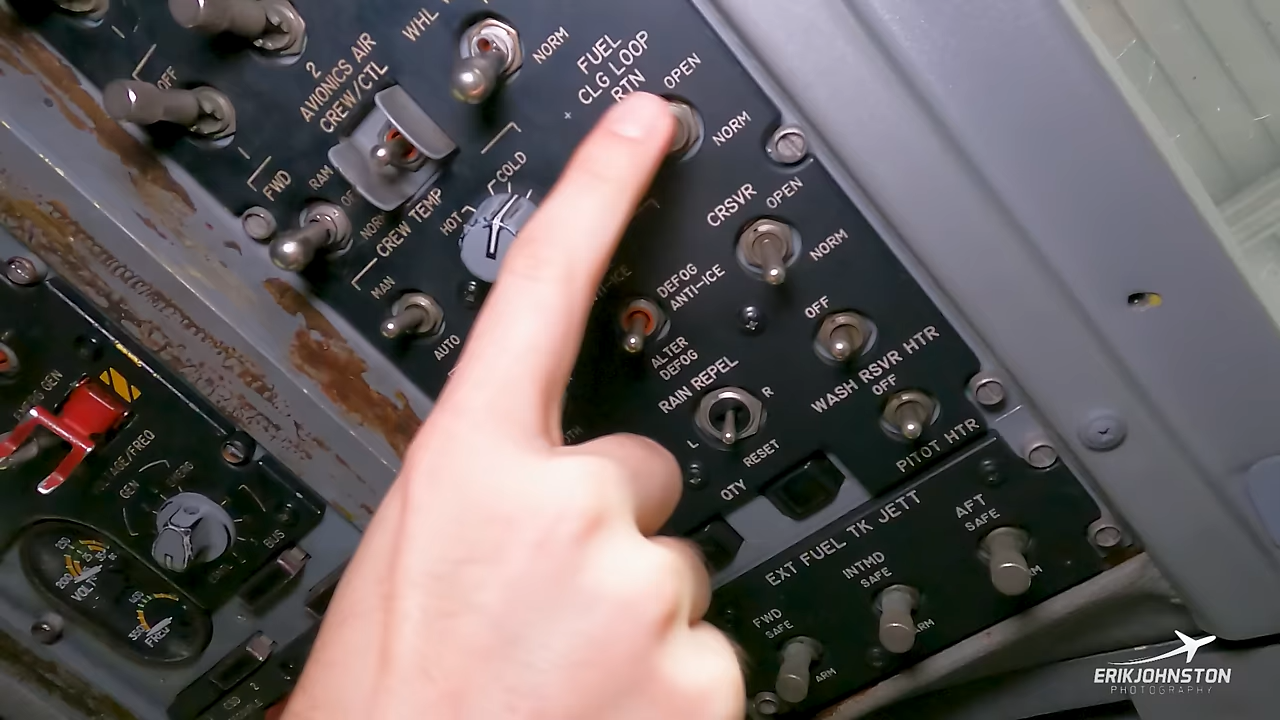 OFF
2
AVIONICS AIR
CREW/CTL
WHL
NORM
FUEL
CLG LOOP
RTN
OPEN
NORM
FWD
RAM
COLD
HOT
CREW TEMP
MAN
AUTO
CRSVR
OPEN
NORM
DEFOG
ANTI-ICE
ALTER
DEFOG
OFF
WASH RSVR HTR
OFF
PITOT HTR
RAIN REPEL
R
L
RESET
QTY
EXT FUEL TK JETT
AFT
SAFE
INTMD
SAFE
ARM
FWD
SAFE
ARM
GEN
GEN
BUS
VOLT
FREQ
2
ERIKJOHNSTON
PHOTOGRAPHY